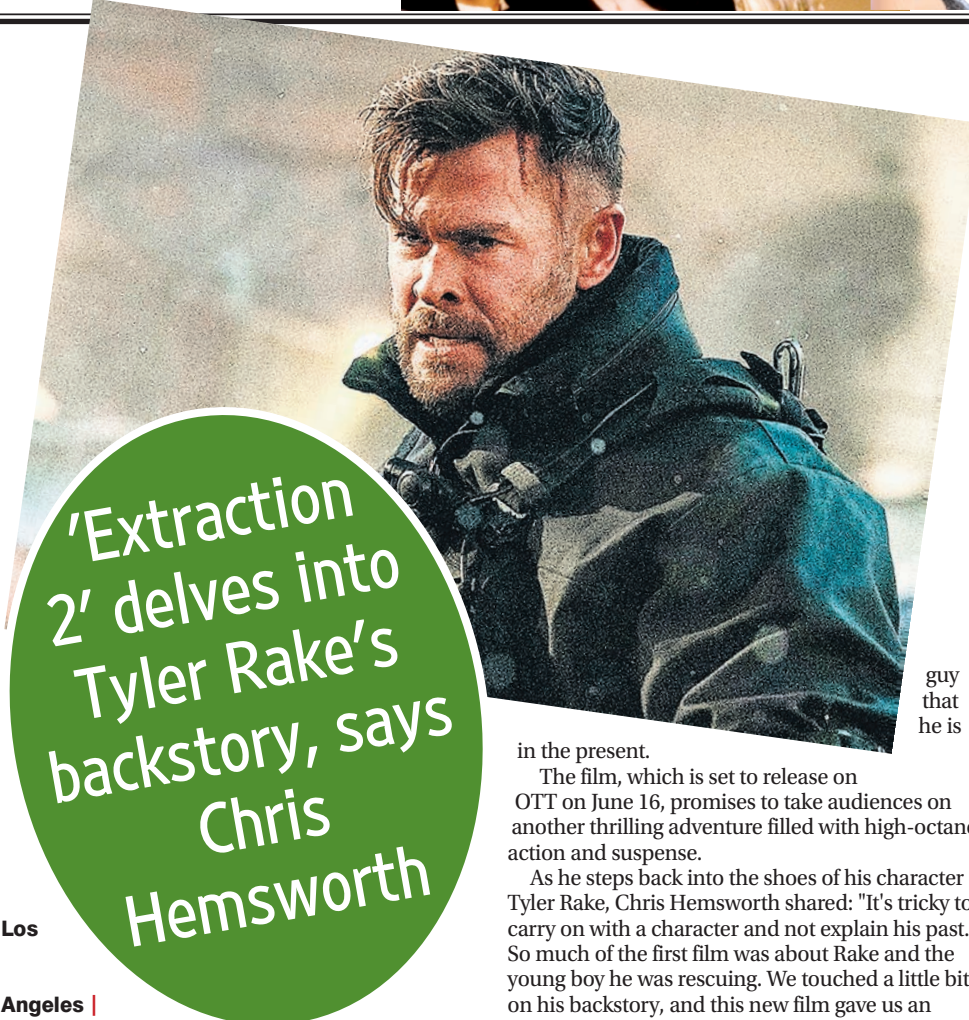 'Extraction
2' delves into
Tyler Rake's
backstory, says
Chris
Hemsworth
Los
Angeles |
guy
that
he is
in the present.
The film, which is set to release on
OTT on June 16, promises to take audiences on
another thrilling adventure filled with high-octane
action and suspense.
As he steps back into the shoes of his character
Tyler Rake, Chris Hemsworth shared: "It's tricky to
carry on with a character and not explain his past.
So much of the first film was about Rake and the
young boy he was rescuing. We touched a little bit
on his backstory, and this new film gave us an